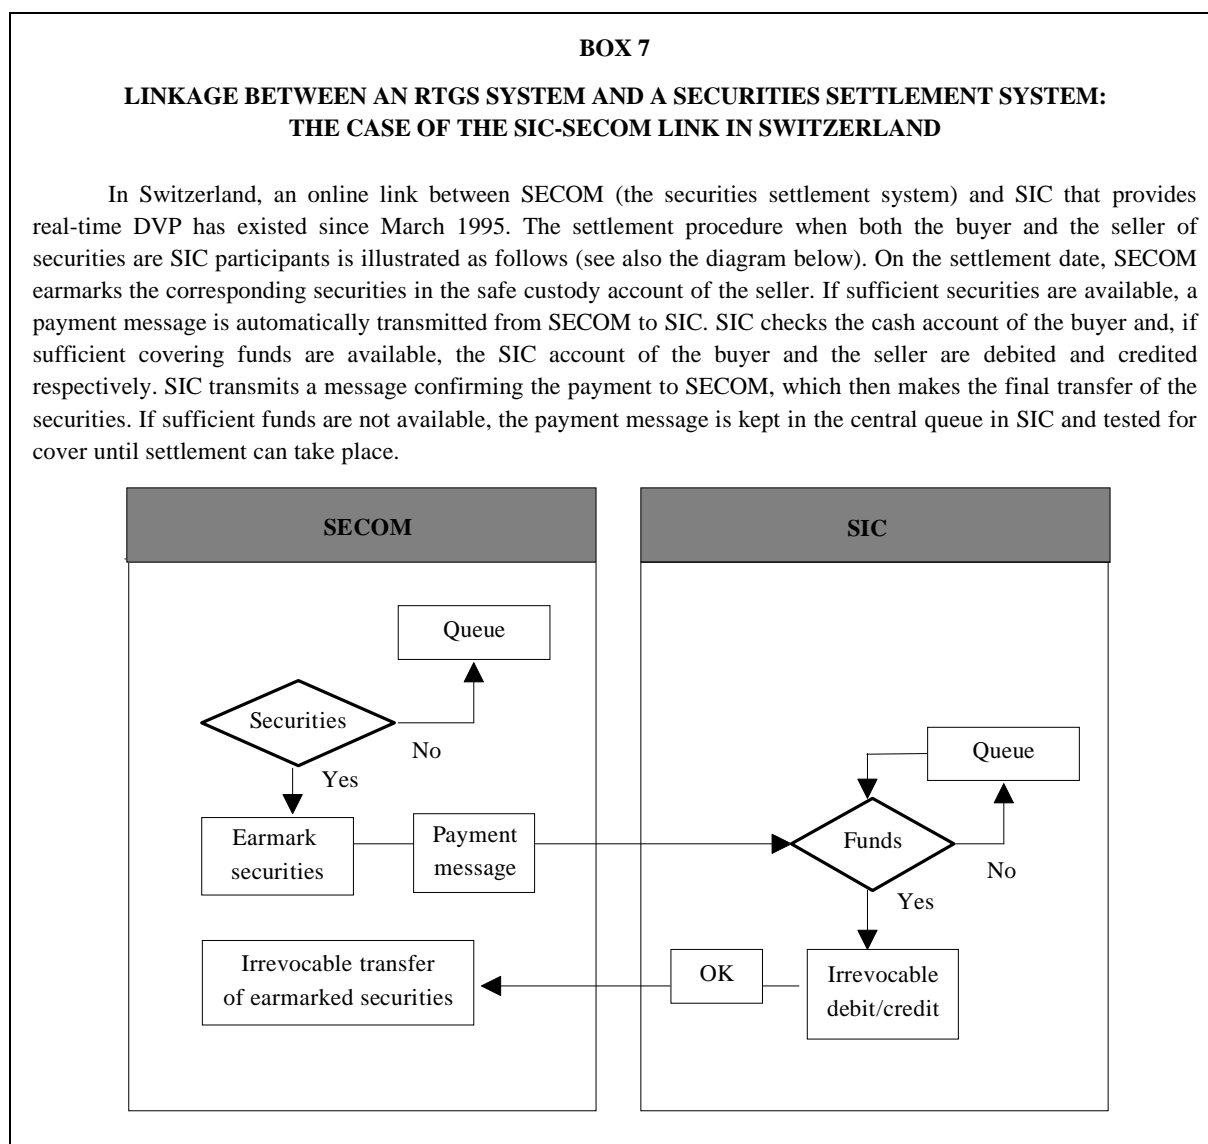 BOX 7
LINKAGE BETWEEN AN RTGS SYSTEM AND A SECURITIES SETTLEMENT SYSTEM:
THE CASE OF THE SIC-SECOM LINK IN SWITZERLAND
In Switzerland, an online link between SECOM (the securities settlement system) and SIC that provides
real-time DVP has existed since March 1995. The settlement procedure when both the buyer and the seller of
securities are SIC participants is illustrated as follows (see also the diagram below). On the settlement date, SECOM
earmarks the corresponding securities in the safe custody account of the seller. If sufficient securities are available, a
payment message is automatically transmitted from SECOM to SIC. SIC checks the cash account of the buyer and, if
sufficient covering funds are available, the SIC account of the buyer and the seller are debited and credited
respectively. SIC transmits a message confirming the payment to SECOM, which then makes the final transfer of the
securities. If sufficient funds are not available, the payment message is kept in the central queue in SIC and tested for
cover until settlement can take place.
SECOM
Queue
Securities
No
Yes
Earmark
securities
Payment
message
Irrevocable transfer
of earmarked securities
SIC
Queue
Funds
No
Yes
OK
Irrevocable
debit/credit